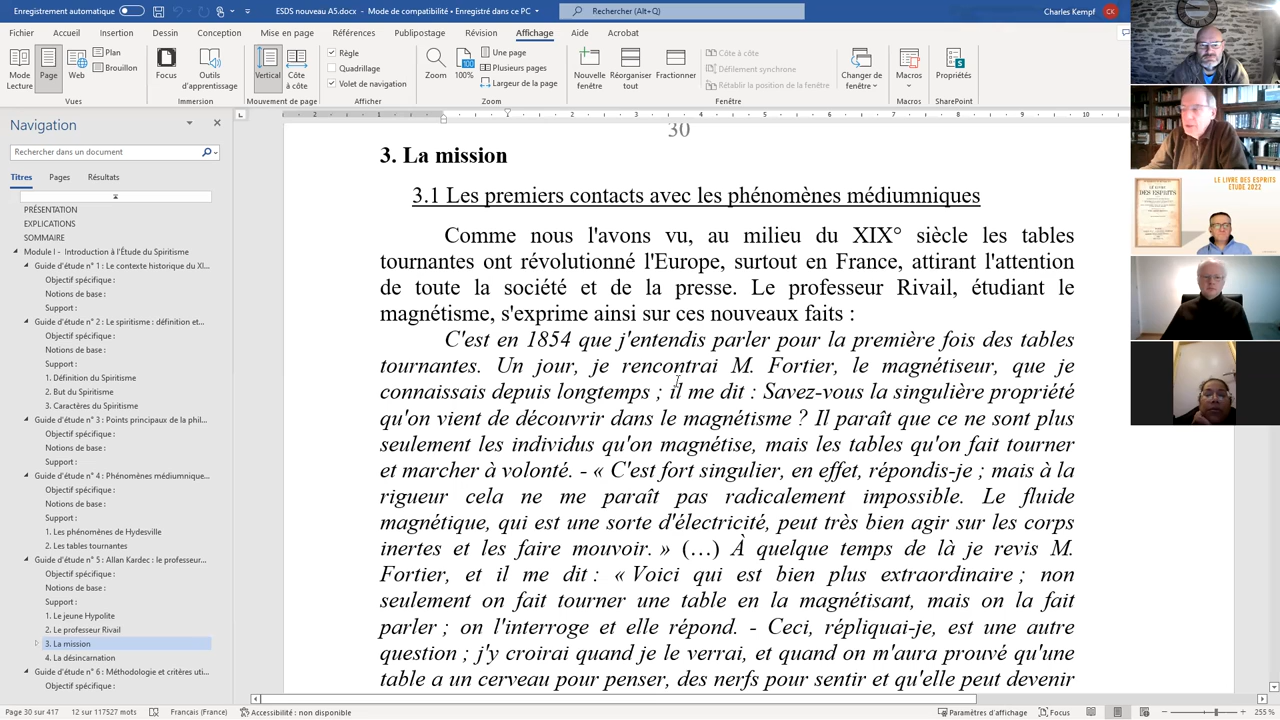 Enregistrement automatique
ESDS nouveau A5.docx - Mode de compatibilité • Enregistré dans ce PC
Rechercher (Alt+Q)
Charles Kempf
CK
Fichier Accueil Insertion Dessin Conception Mise en page Références Publipostage Révision Affichage Aide Acrobat
Mode Lecture
Page
Web
Plan
Brouillon
Vues
Focus
Outils d'apprentissage
Immersion
Vertical
Côte à côte
Mouvement de page
Règle
Quadrillage
Volet de navigation
Afficher
Zoom
100%
Une page
Plusieurs pages
Largeur de la page
Zoom
Nouvelle fenêtre
Réorganiser tout
Fractionner
Côte à côte
Défilement synchrone
Rétablir la position de la fenêtre
Fenêtre
Changer de fenêtre
Macros
Macros
Propriétés
SharePoint
Navigation
Rechercher dans un document
Titres Pages Résultats
PRÉSENTATION
EXPLICATIONS
SOMMAIRE
Module I - Introduction à l'Étude du Spiritisme
Guide d'étude n° 1 : Le contexte historique du XI...
Objectif spécifique :
Notions de base :
Support :
Guide d'étude n° 2 : Le spiritisme : définition et...
Objectif spécifique :
Notions de base :
Support :
1. Définition du Spiritisme
2. But du Spiritisme
3. Caractères du Spiritisme
Guide d'étude n° 3 : Points principaux de la phil...
Objectif spécifique :
Notions de base :
Support :
Guide d'étude n° 4 : Phénomènes médiumnique...
Objectif spécifique :
Notions de base :
Support :
1. Les phénomènes de Hydesville
2. Les tables tournantes
Guide d'étude n° 5 : Allan Kardec : le professeur...
Objectif spécifique :
Notions de base :
Support :
1. Le jeune Hypolite
2. Le professeur Rivail
3. La mission
4. La désincarnation
Guide d'étude n° 6 : Méthodologie et critères uti...
Objectif spécifique :
2 1 1 2 3 4 5 6 7 8 9 10
30
3. La mission
3.1 Les premiers contacts avec les phénomènes médiumniques
Comme nous l'avons vu, au milieu du XIX° siècle les tables
tournantes ont révolutionné l'Europe, surtout en France, attirant l'attention
de toute la société et de la presse. Le professeur Rivail, étudiant le
magnétisme, s'exprime ainsi sur ces nouveaux faits :
C'est en 1854 que j'entendis parler pour la première fois des tables
tournantes. Un jour, je rencontrai M. Fortier, le magnétiseur, que je
connaissais depuis longtemps ; il me dit : Savez-vous la singulière propriété
qu'on vient de découvrir dans le magnétisme ? Il paraît que ce ne sont plus
seulement les individus qu'on magnétise, mais les tables qu'on fait tourner
et marcher à volonté. - « C'est fort singulier, en effet, répondis-je ; mais à la
rigueur cela ne me paraît pas radicalement impossible. Le fluide
magnétique, qui est une sorte d'électricité, peut très bien agir sur les corps
inertes et les faire mouvoir. » (…) À quelque temps de là je revis M.
Fortier, et il me dit : « Voici qui est bien plus extraordinaire ; non
seulement on fait tourner une table en la magnétisant, mais on la fait
parler ; on l'interroge et elle répond. - Ceci, répliquai-je, est une autre
question ; j'y croirai quand je le verrai, et quand on m'aura prouvé qu'une
table a un cerveau pour penser, des nerfs pour sentir et qu'elle peut devenir
LE LIVRE DES ESPRITS
ETUDE 2022
LE LIVRE
DES
ESPRITS
Page 30 sur 417
12 sur 117527 mots
Français (France)
Accessibilité : non disponible
Paramètres d'affichage
Focus
255 %